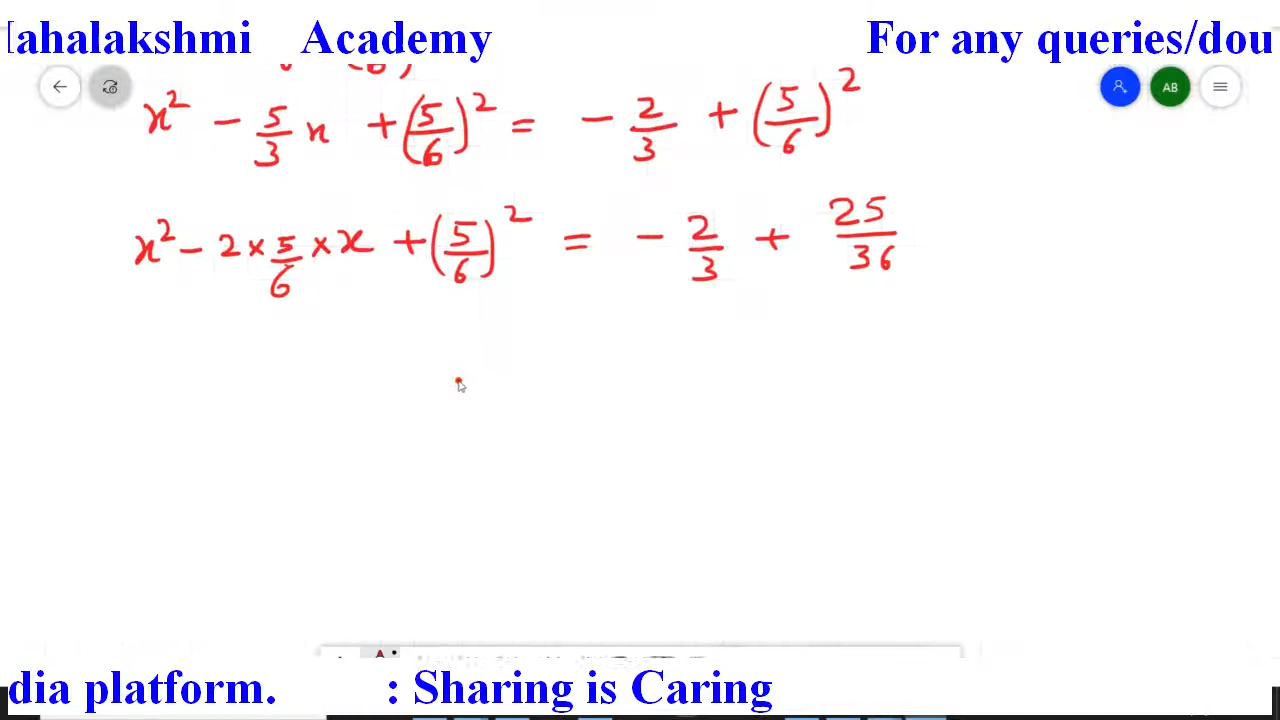 Academy
For any queries/dou
x² - 5/3 x + (5/6)² = - 2/3 + (5/6)²
AB
x² - 2 × 5/6 × x + (5/6)² = - 2/3 + 25/36
dia platform. : Sharing is Caring